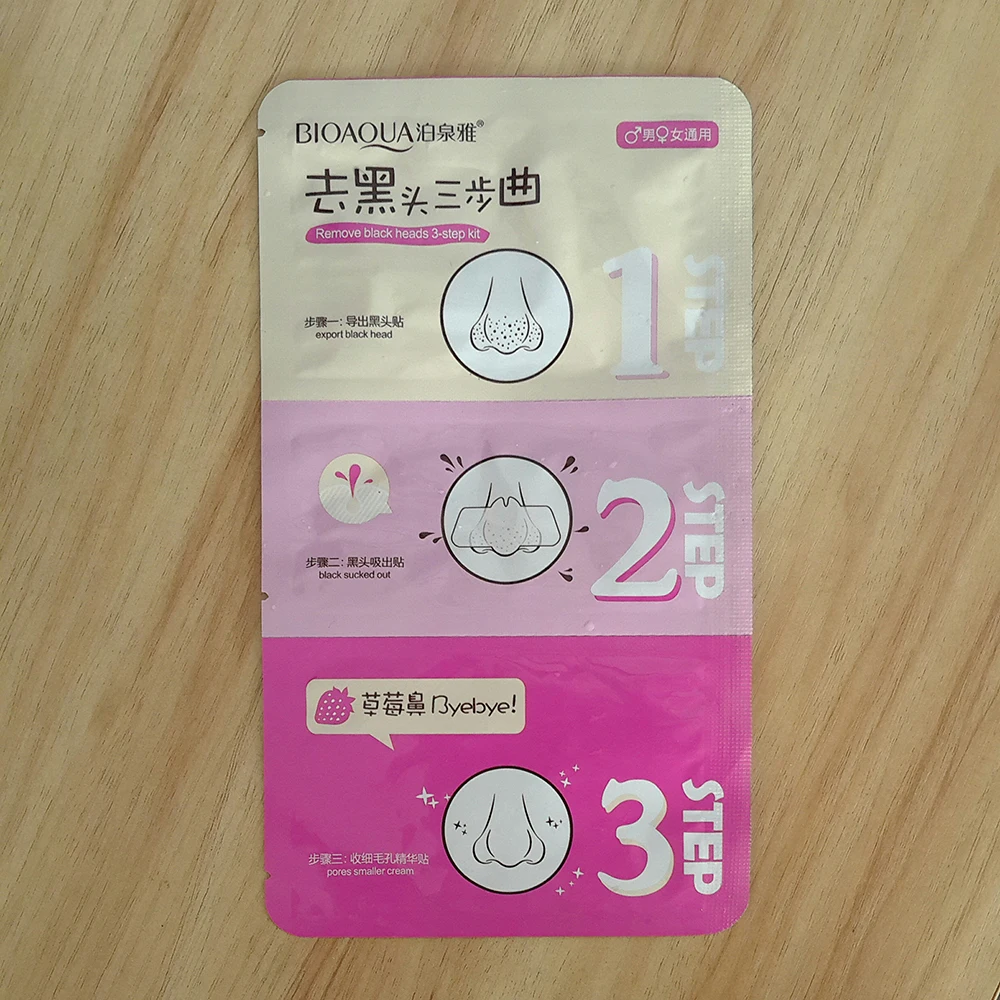 BIOAQUA泊泉雅®
♂男♀女通用
去黑头三步曲
Remove black heads 3-step kit
步骤一：导出黑头贴
export black head
1
STEP
步骤二：黑头吸出贴
black sucked out
2
STEP
草莓鼻 Byebye!
步骤三：收细毛孔精华贴
pores smaller cream
3
STEP